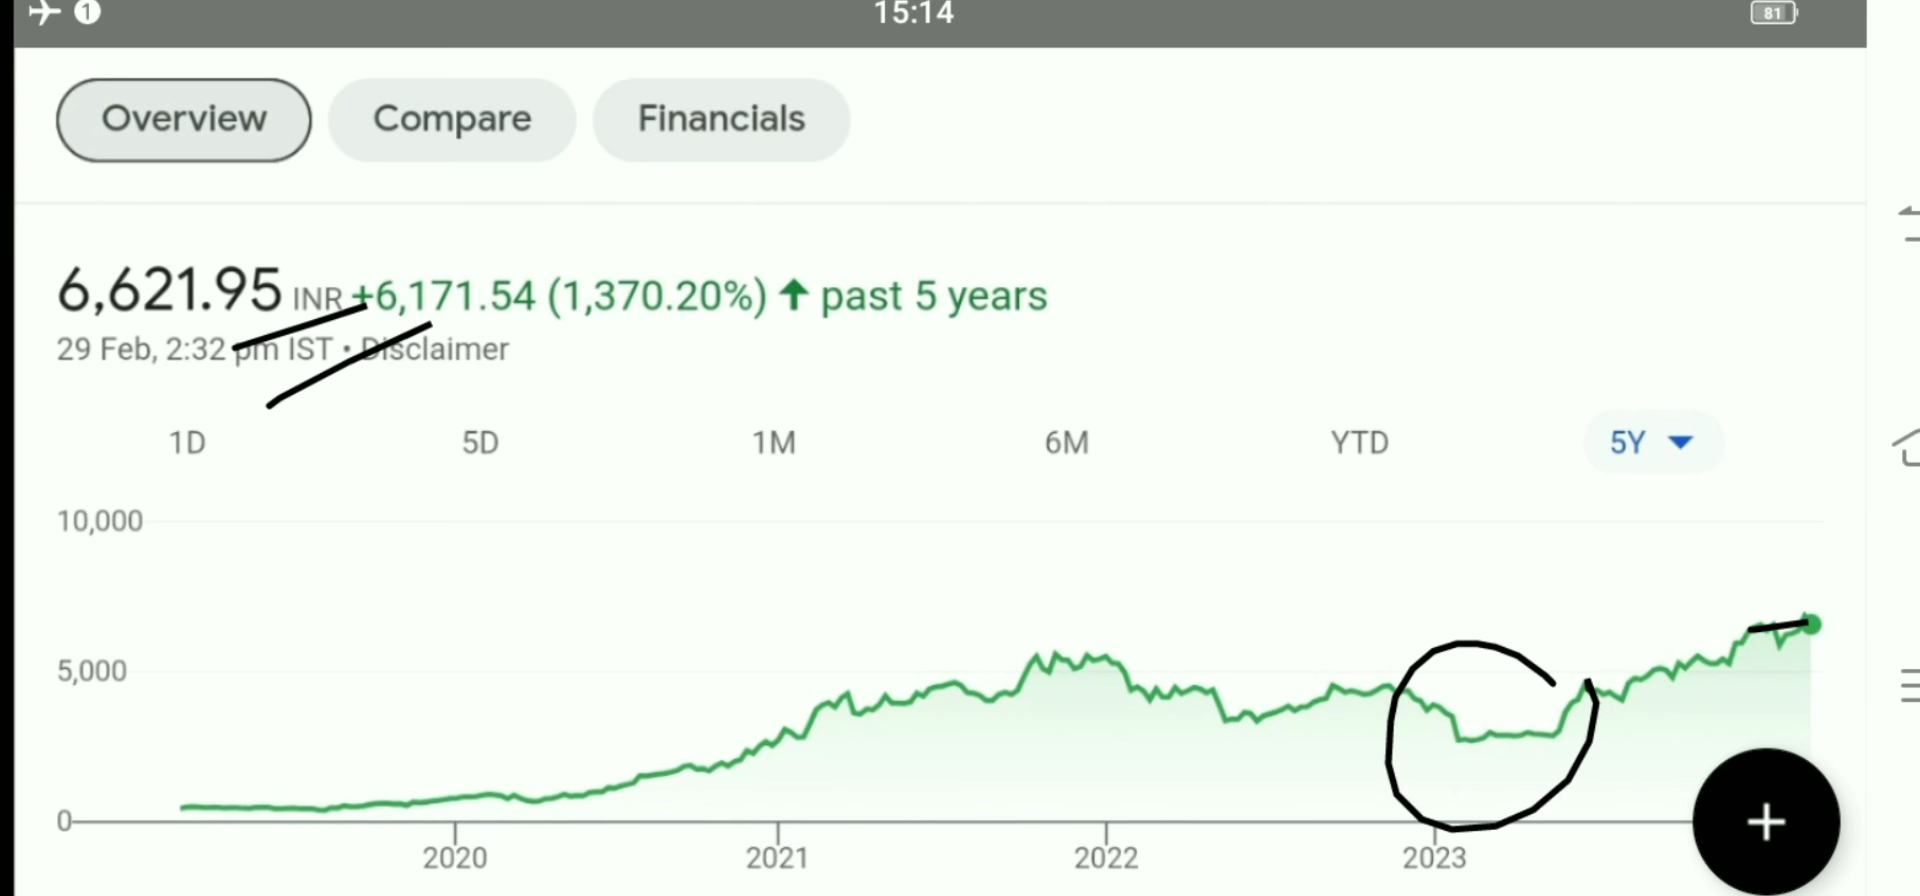 1 15:14 81
Overview Compare Financials
6,621.95 INR +6,171.54 (1,370.20%) ↑ past 5 years
29 Feb, 2:32 pm IST • Disclaimer
1D 5D 1M 6M YTD 5Y
10,000
5,000
0
2020 2021 2022 2023
+